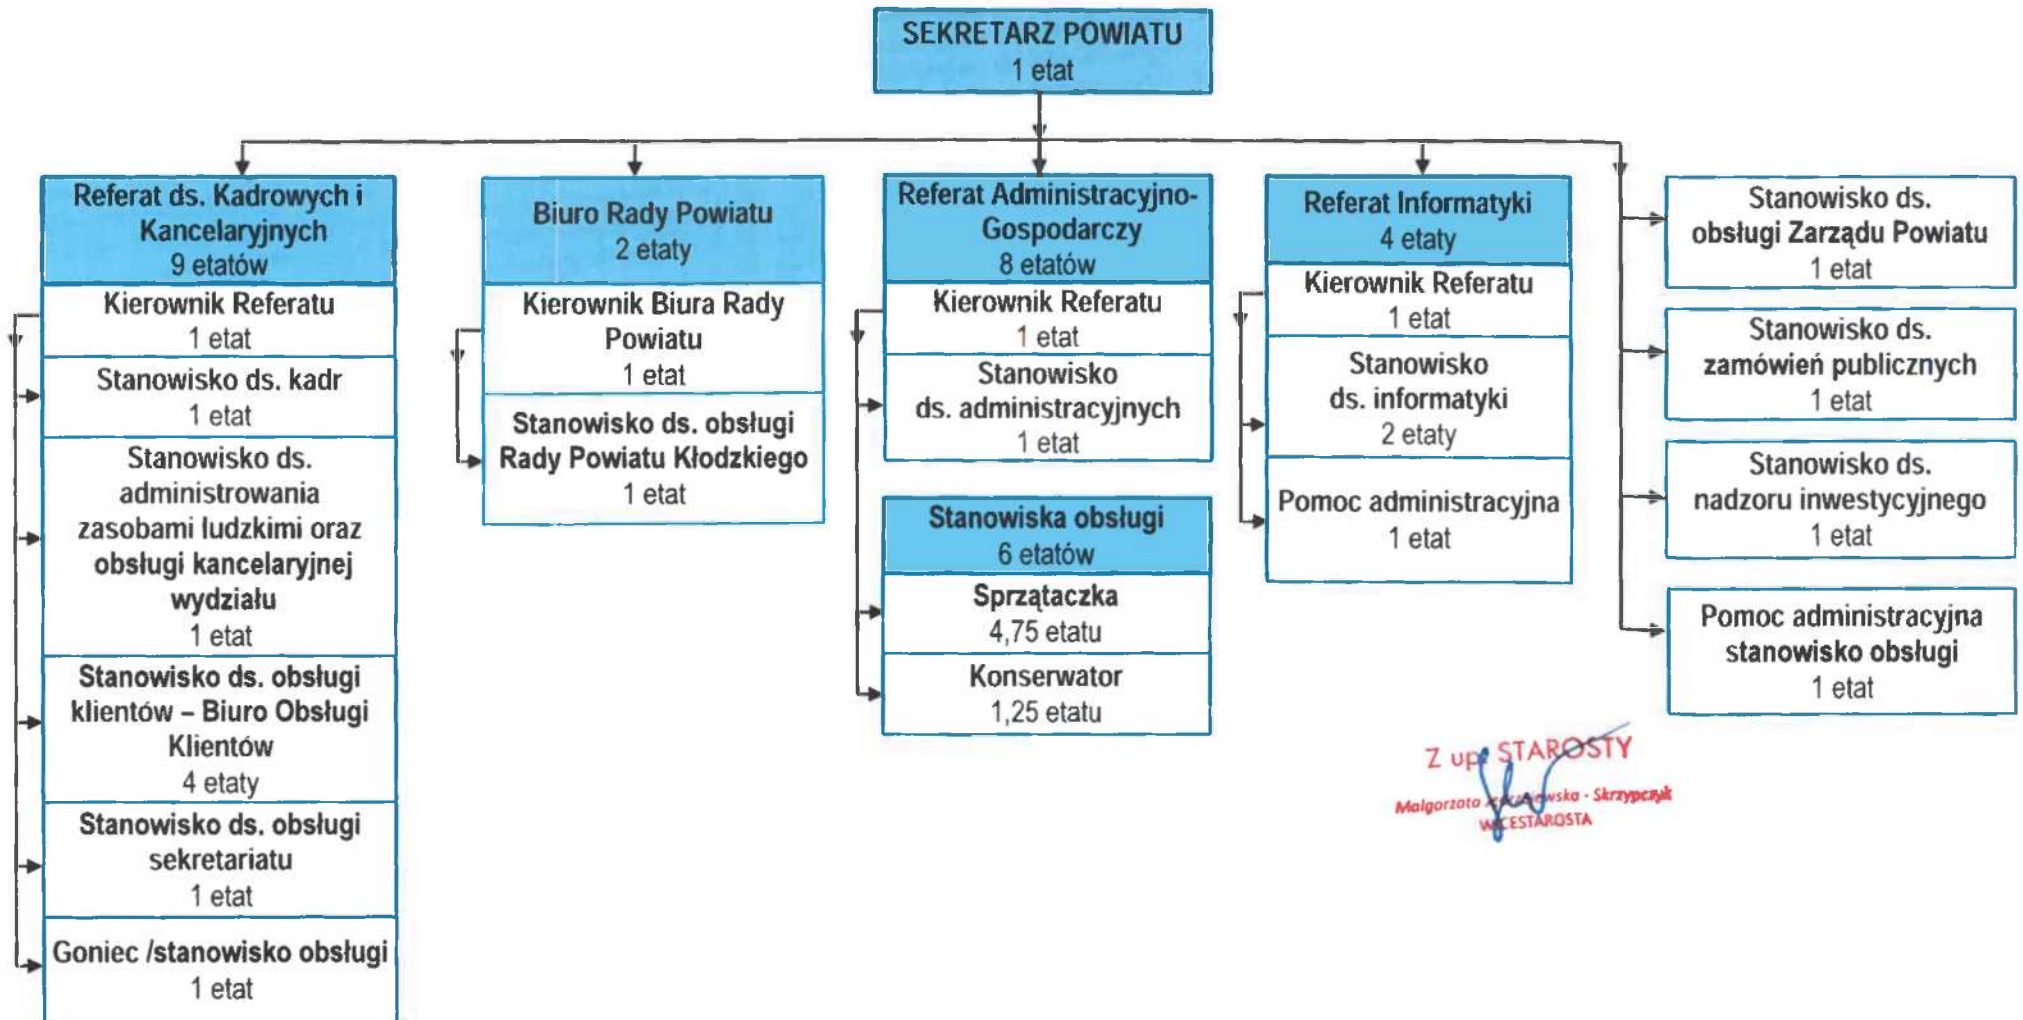 SEKRETARZ POWIATU
1 etat
Referat ds. Kadrowych i
Kancelaryjnych
9 etatów
Kierownik Referatu
1 etat
Stanowisko ds. kadr
1 etat
Stanowisko ds.
administrowania
zasobami ludzkimi oraz
obsługi kancelaryjnej
wydziału
1 etat
Stanowisko ds. obsługi
klientów – Biuro Obsługi
Klientów
4 etaty
Stanowisko ds. obsługi
sekretariatu
1 etat
Goniec /stanowisko obsługi
1 etat
Biuro Rady Powiatu
2 etaty
Kierownik Biura Rady
Powiatu
1 etat
Stanowisko ds. obsługi
Rady Powiatu Kłodzkiego
1 etat
Referat Administracyjno-
Gospodarczy
8 etatów
Kierownik Referatu
1 etat
Stanowisko
ds. administracyjnych
1 etat
Stanowiska obsługi
6 etatów
Sprzątaczka
4,75 etatu
Konserwator
1,25 etatu
Referat Informatyki
4 etaty
Kierownik Referatu
1 etat
Stanowisko
ds. informatyki
2 etaty
Pomoc administracyjna
1 etat
Stanowisko ds.
obsługi Zarządu Powiatu
1 etat
Stanowisko ds.
zamówień publicznych
1 etat
Stanowisko ds.
nadzoru inwestycyjnego
1 etat
Pomoc administracyjna
stanowisko obsługi
1 etat
Z up. STAROSTY
Małgorzata - Skrzypczyk
WICESTAROSTA